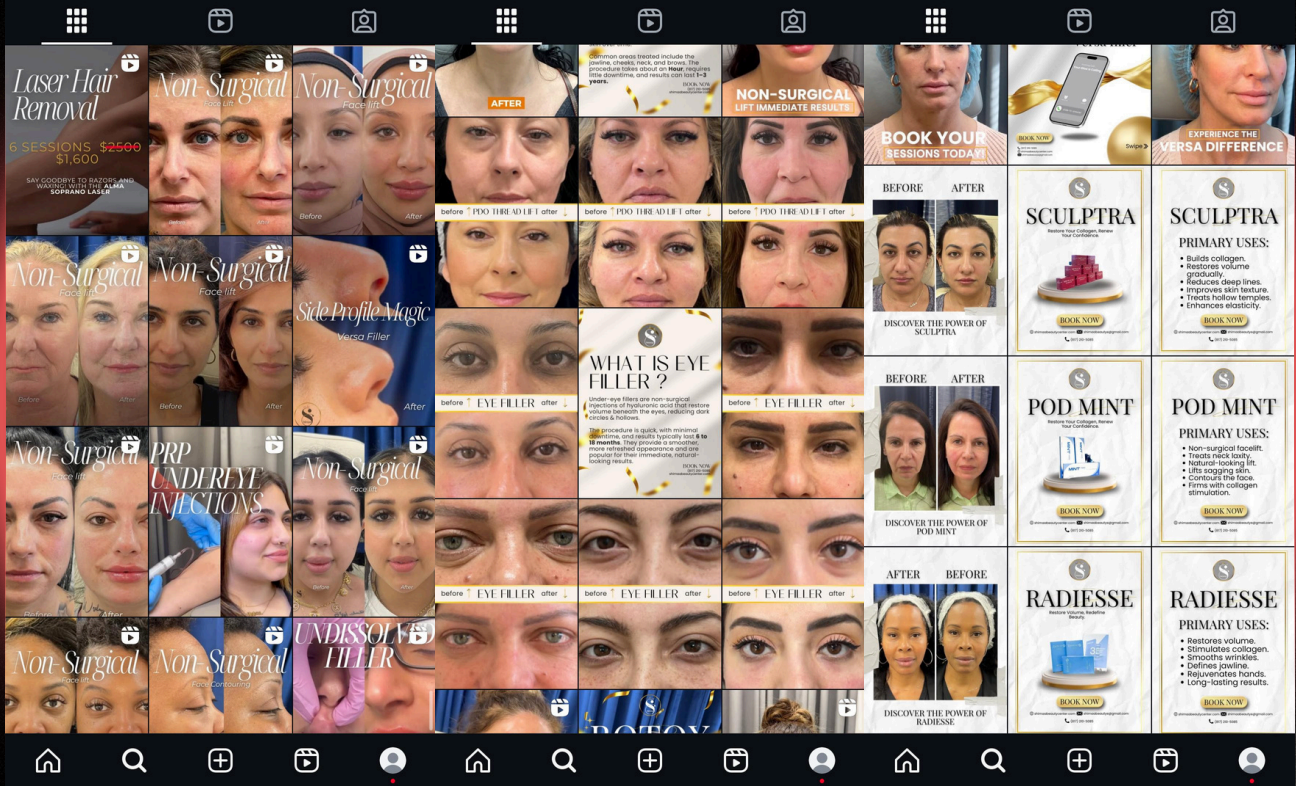 Laser Hair
Removal
6 SESSIONS $2500
$1,600
SAY GOODBYE TO RAZORS AND
WAXING! WITH THE ALMA
SOPRANO LASER
Non-Surgical
Face Lift
Before
Non-Surgical
Face lift
Before
After
Non-Surgical
Face lift
Before
After
Non-Surgical
Face lift
Before
After
Side Profile Magic
Versa Filler
After
Non-Surgical
Face lift
Before
After
PRP
UNDEREYE
INJECTIONS
Non-Surgical
Face lift
Before
After
Non-Surgical
Face lift
Non-Surgical
Face Contouring
UNDISSOLVED
FILLER
AFTER
Common areas treated include the
jawline, cheeks, neck, and brows. The
procedure takes about an Hour, requires
little downtime, and results can last 1-3
years.
BOOK NOW
NON-SURGICAL
LIFT IMMEDIATE RESULTS
before ↑ PDO THREAD LIFT after ↓
before ↑ PDO THREAD LIFT after ↓
before ↑ PDO THREAD LIFT after ↓
before ↑ EYE FILLER after ↓
WHAT IS EYE
FILLER ?
Under-eye fillers are non-surgical
injections of hyaluronic acid that restore
volume beneath the eyes, reducing dark
circles & hollows.
The procedure is quick, with minimal
downtime, and results typically last 6 to
18 months. They provide a smoother,
more refreshed appearance and are
popular for their immediate, natural-
looking results.
BOOK NOW
before ↑ EYE FILLER after ↓
before ↑ EYE FILLER after ↓
before ↑ EYE FILLER after ↓
before ↑ EYE FILLER after ↓
BOTOX
BOOK YOUR
SESSIONS TODAY!
BOOK NOW
Swipe
EXPERIENCE THE
VERSA DIFFERENCE
BEFORE AFTER
DISCOVER THE POWER OF
SCULPTRA
SCULPTRA
Restore Your Collagen, Renew
Your Confidence.
BOOK NOW
SCULPTRA
PRIMARY USES:
• Builds collagen.
• Restores volume
gradually.
• Reduces deep lines.
• Improves skin texture.
• Treats hollow temples.
• Enhances elasticity.
BOOK NOW
BEFORE AFTER
DISCOVER THE POWER OF
POD MINT
POD MINT
Restore Your Collagen, Renew
Your Confidence.
MINT
BOOK NOW
POD MINT
PRIMARY USES:
• Non-surgical facelift.
• Treats neck laxity.
• Natural-looking lift.
• Lifts sagging skin.
• Contours the face.
• Firms with collagen
stimulation.
BOOK NOW
AFTER BEFORE
DISCOVER THE POWER OF
RADIESSE
RADIESSE
Restore Volume, Redefine
Beauty.
BOOK NOW
RADIESSE
PRIMARY USES:
• Restores volume.
• Stimulates collagen.
• Smooths wrinkles.
• Defines jawline.
• Rejuvenates hands.
• Long-lasting results.
BOOK NOW